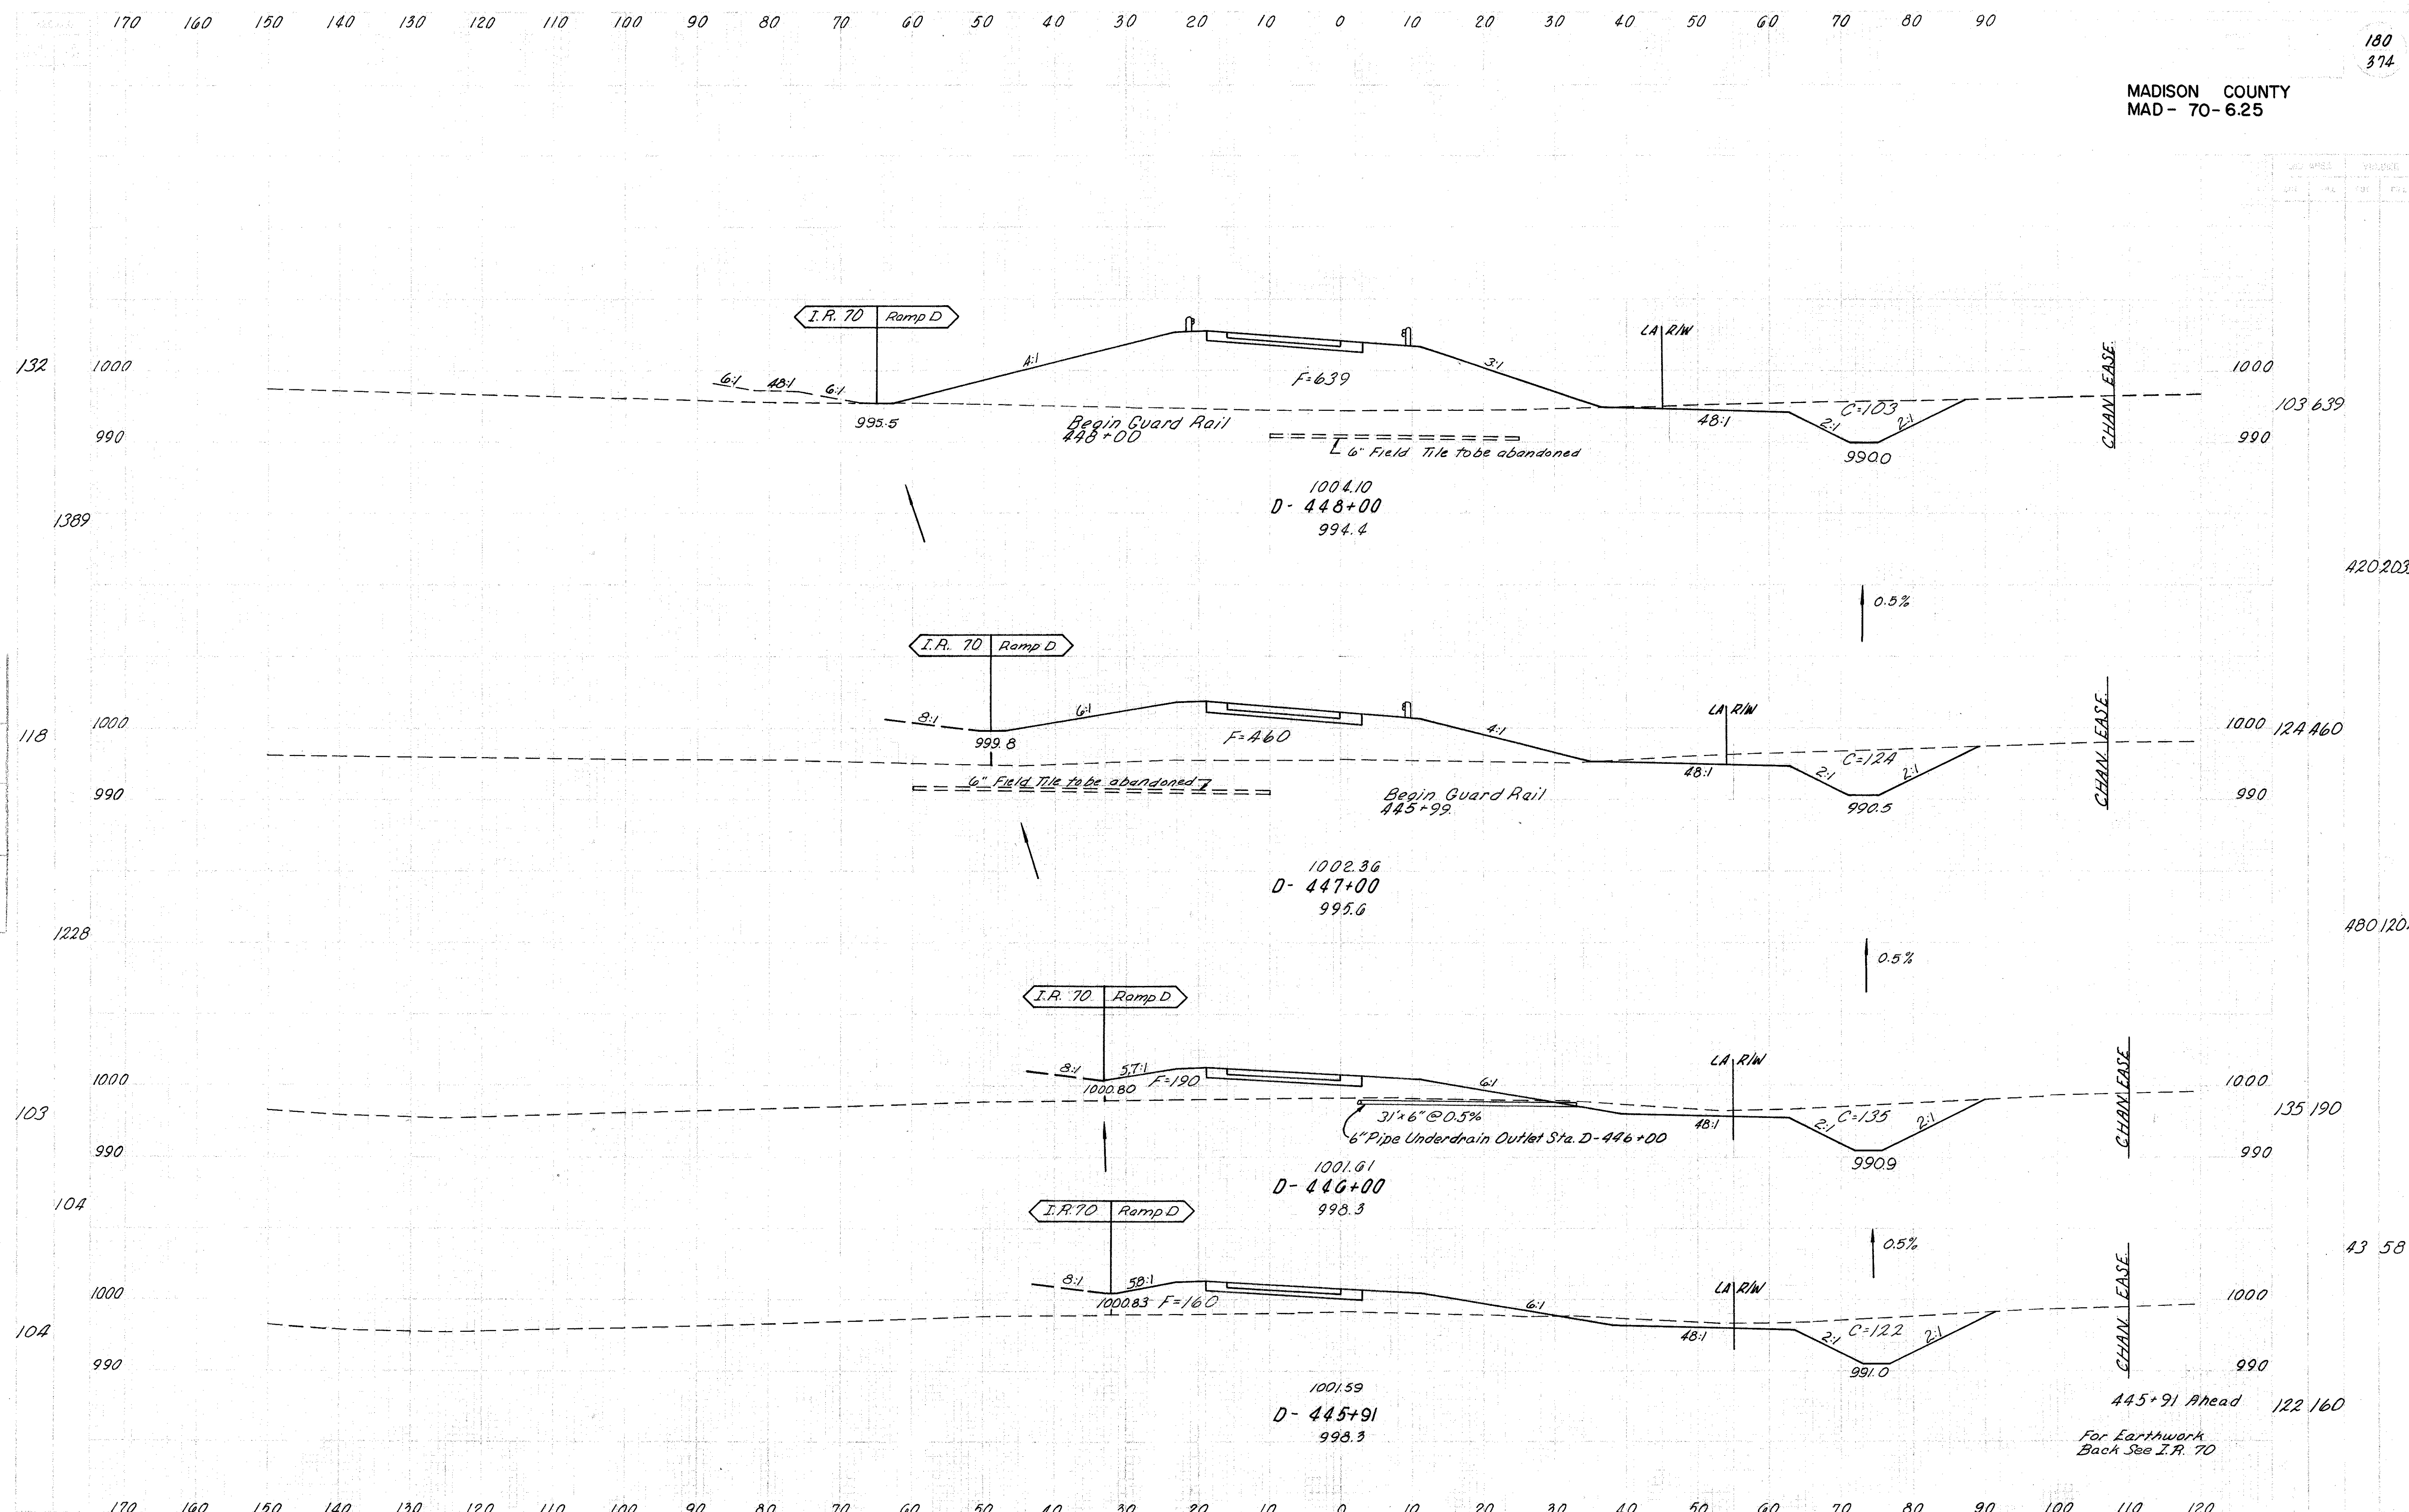 170 160 150 140 130 120 110 100 90 80 70 60 50 40 30 20 10 0 10 20 30 40 50 60 70 80 90
180
374
MADISON COUNTY
MAD- 70-6.25
I.R. 70 Ramp D
LA R/W
132 1000
6:1 48:1 6:1
4:1
F=639
3:1
CHAN. EASE.
1000
103 639
995.5
C=103
48:1
2:1
2:1
990
Begin Guard Rail
448+00
6" Field Tile to be abandoned
990.0
990
1004.10
D- 448+00
994.4
1389
420 203
0.5%
I.R. 70 Ramp D
LA R/W
118 1000
8:1
6:1
999.8
F=460
4:1
48:1
C=124
2:1
2:1
CHAN. EASE.
1000 124 460
6" Field Tile to be abandoned
990
Begin Guard Rail
445+99
990.5
990
1002.36
D- 447+00
995.6
1228
480 120
0.5%
I.R. 70 Ramp D
LA R/W
1000
8:1
5.7:1
1000.80
F=190
6:1
48:1
C=135
2:1
2:1
CHAN. EASE
1000
103
135 190
31'x6" @ 0.5%
6" Pipe Underdrain Outlet Sta. D-446+00
990
990.9
990
1001.61
D- 446+00
998.3
104
I.R. 70 Ramp D
0.5%
43 58
LA R/W
1000
8:1
5.8:1
1000.83
F=160
6:1
48:1
C=122
2:1
2:1
CHAN. EASE.
1000
104
990
991.0
990
1001.59
D- 445+91
998.3
445+91 Ahead 122 160
For Earthwork
Back See I.R. 70
170 160 150 140 130 120 110 100 90 80 70 60 50 40 30 20 10 0 10 20 30 40 50 60 70 80 90 100 110 120